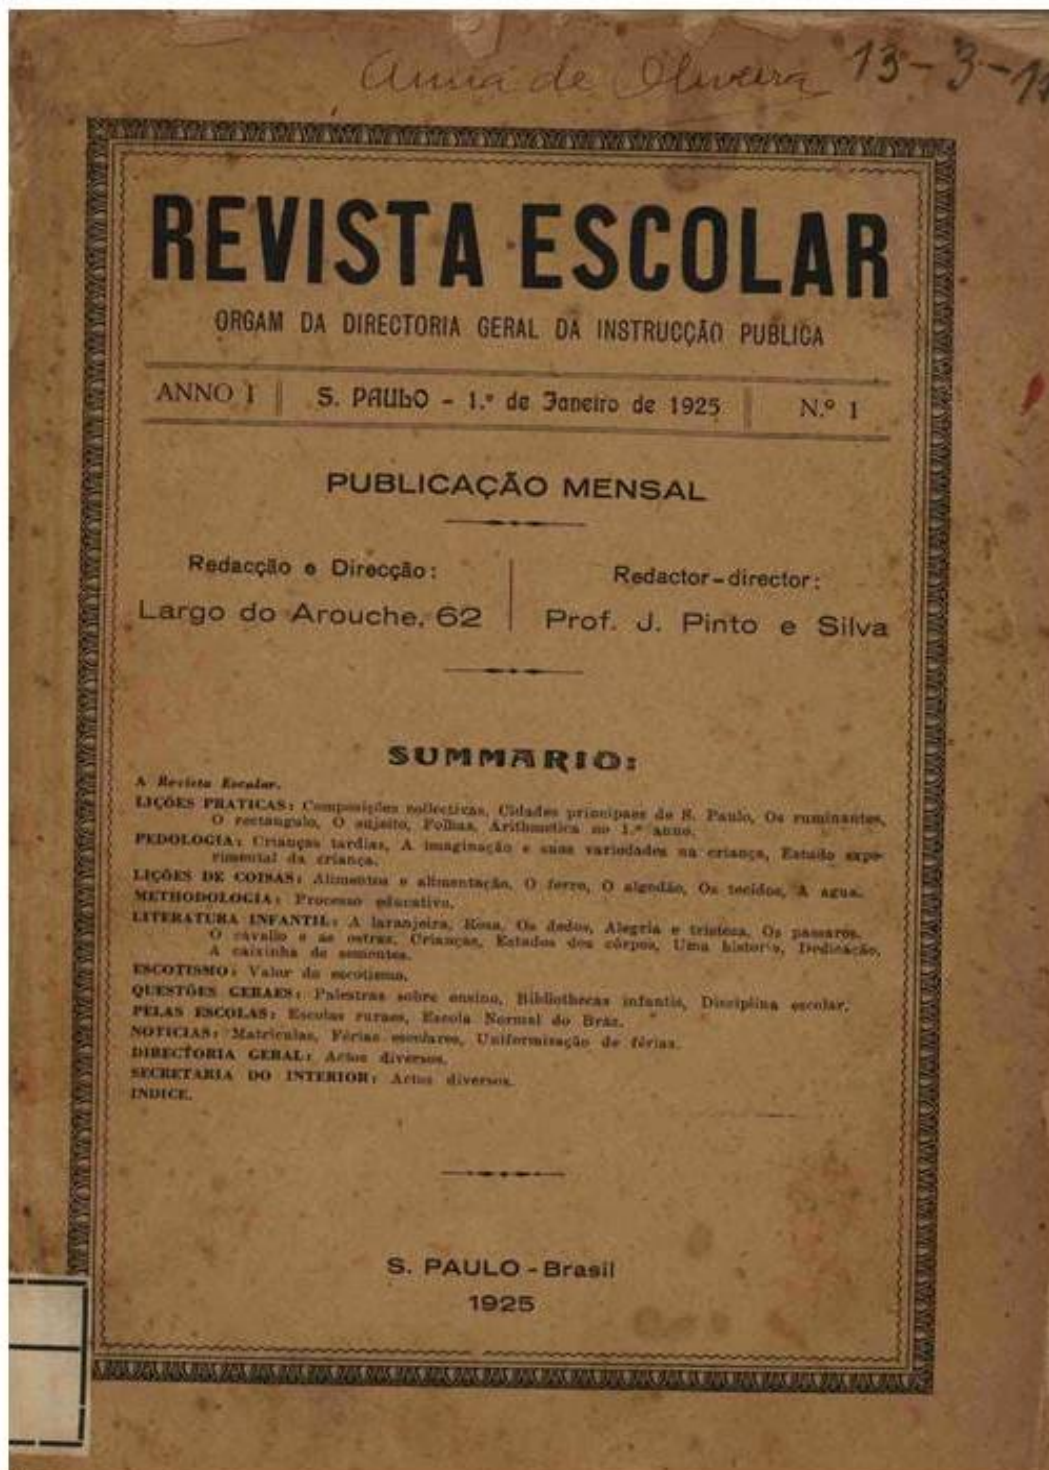 Anna de Oliveira 13-3-
REVISTA ESCOLAR
ORGAM DA DIRECTORIA GERAL DA INSTRUCÇÃO PUBLICA
ANNO I S. PAULO - 1.º de Janeiro de 1925 N.º 1
PUBLICAÇÃO MENSAL
Redacção e Direcção:
Largo do Arouche, 62
Redactor-director:
Prof. J. Pinto e Silva
SUMMARIO:
A Revista Escolar.
LIÇÕES PRATICAS: Composições collectivas, Cidades principaes de S. Paulo, Os ruminantes,
O rectangulo, O sujeito, Folhas, Arithmetica no 1.º anno.
PEDOLOGIA: Crianças tardias, A imaginação e suas variedades na criança, Estudo expe-
rimental da criança.
LIÇÕES DE COISAS: Alimentos e alimentação, O ferro, O algodão, Os tecidos, A agua.
METHODOLOGIA: Processo educativo.
LITERATURA INFANTIL: A laranjeira, Rosa, Os dedos, Alegria e tristeza, Os passaros,
O cavallo e as ostras, Crianças, Estados dos córpos, Uma historia, Dedicação,
A caixinha de sementes.
ESCOTISMO: Valor do escotismo.
QUESTÕES GERAES: Palestras sobre ensino, Bibliothecas infantis, Disciplina escolar.
PELAS ESCOLAS: Escolas ruraes, Escola Normal do Bráz.
NOTICIAS: Matriculas, Férias escolares, Uniformização de férias.
DIRECTORIA GERAL: Actos diversos.
SECRETARIA DO INTERIOR: Actos diversos.
INDICE.
S. PAULO - Brasil
1925